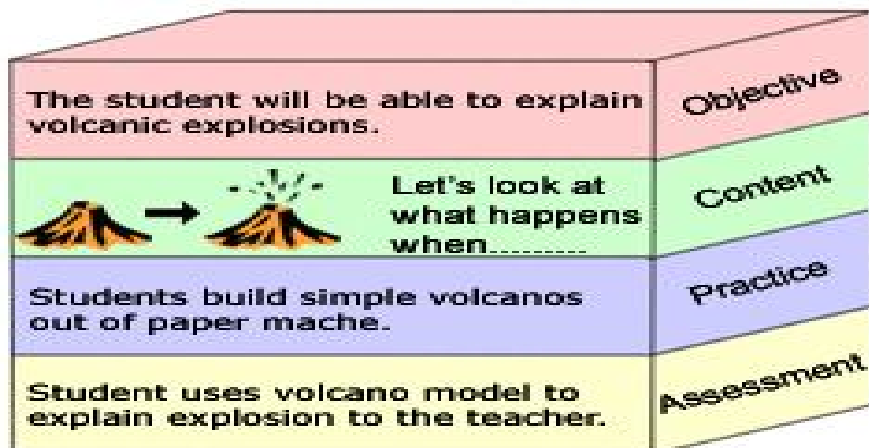 The student will be able to explain
volcanic explosions.
Objective
Let's look at
what happens
when.........
Content
Students build simple volcanos
out of paper mache.
Practice
Student uses volcano model to
explain explosion to the teacher.
Assessment